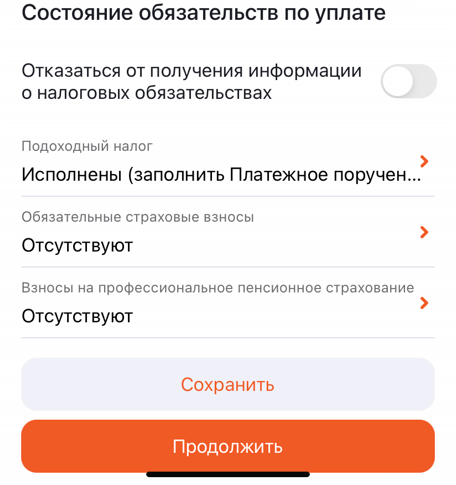 Состояние обязательств по уплате
Отказаться от получения информации
о налоговых обязательствах
Подоходный налог
Исполнены (заполнить Платежное поручен...
Обязательные страховые взносы
Отсутствуют
Взносы на профессиональное пенсионное страхование
Отсутствуют
Сохранить
Продолжить